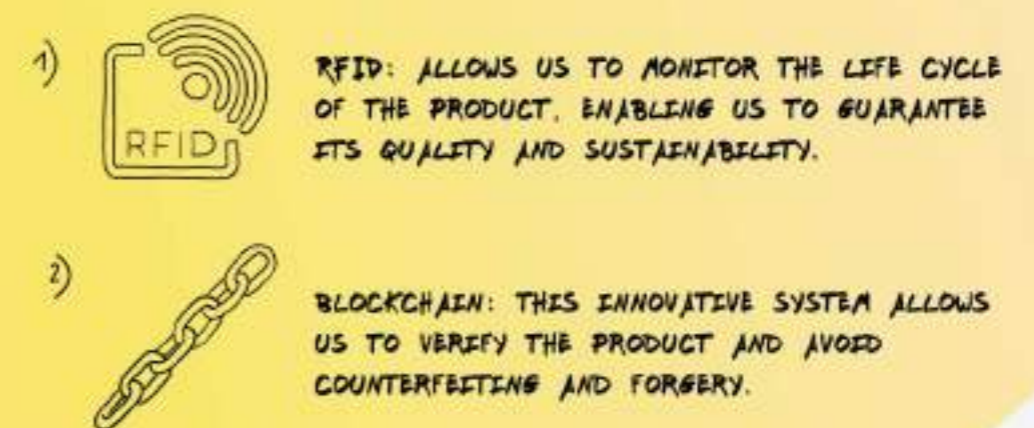 1)
RFID
RFID: ALLOWS US TO MONITOR THE LIFE CYCLE
OF THE PRODUCT, ENABLING US TO GUARANTEE
ITS QUALITY AND SUSTAINABILITY.
2)
BLOCKCHAIN: THIS INNOVATIVE SYSTEM ALLOWS
US TO VERIFY THE PRODUCT AND AVOID
COUNTERFEITING AND FORGERY.